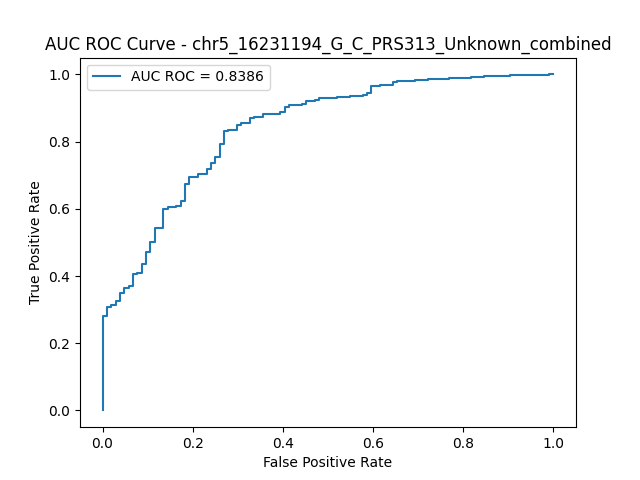 AUC ROC Curve - chr5_16231194_G_C_PRS313_Unknown_combined
AUC ROC = 0.8386
True Positive Rate
1.0
0.8
0.6
0.4
0.2
0.0
0.0 0.2 0.4 0.6 0.8 1.0
False Positive Rate